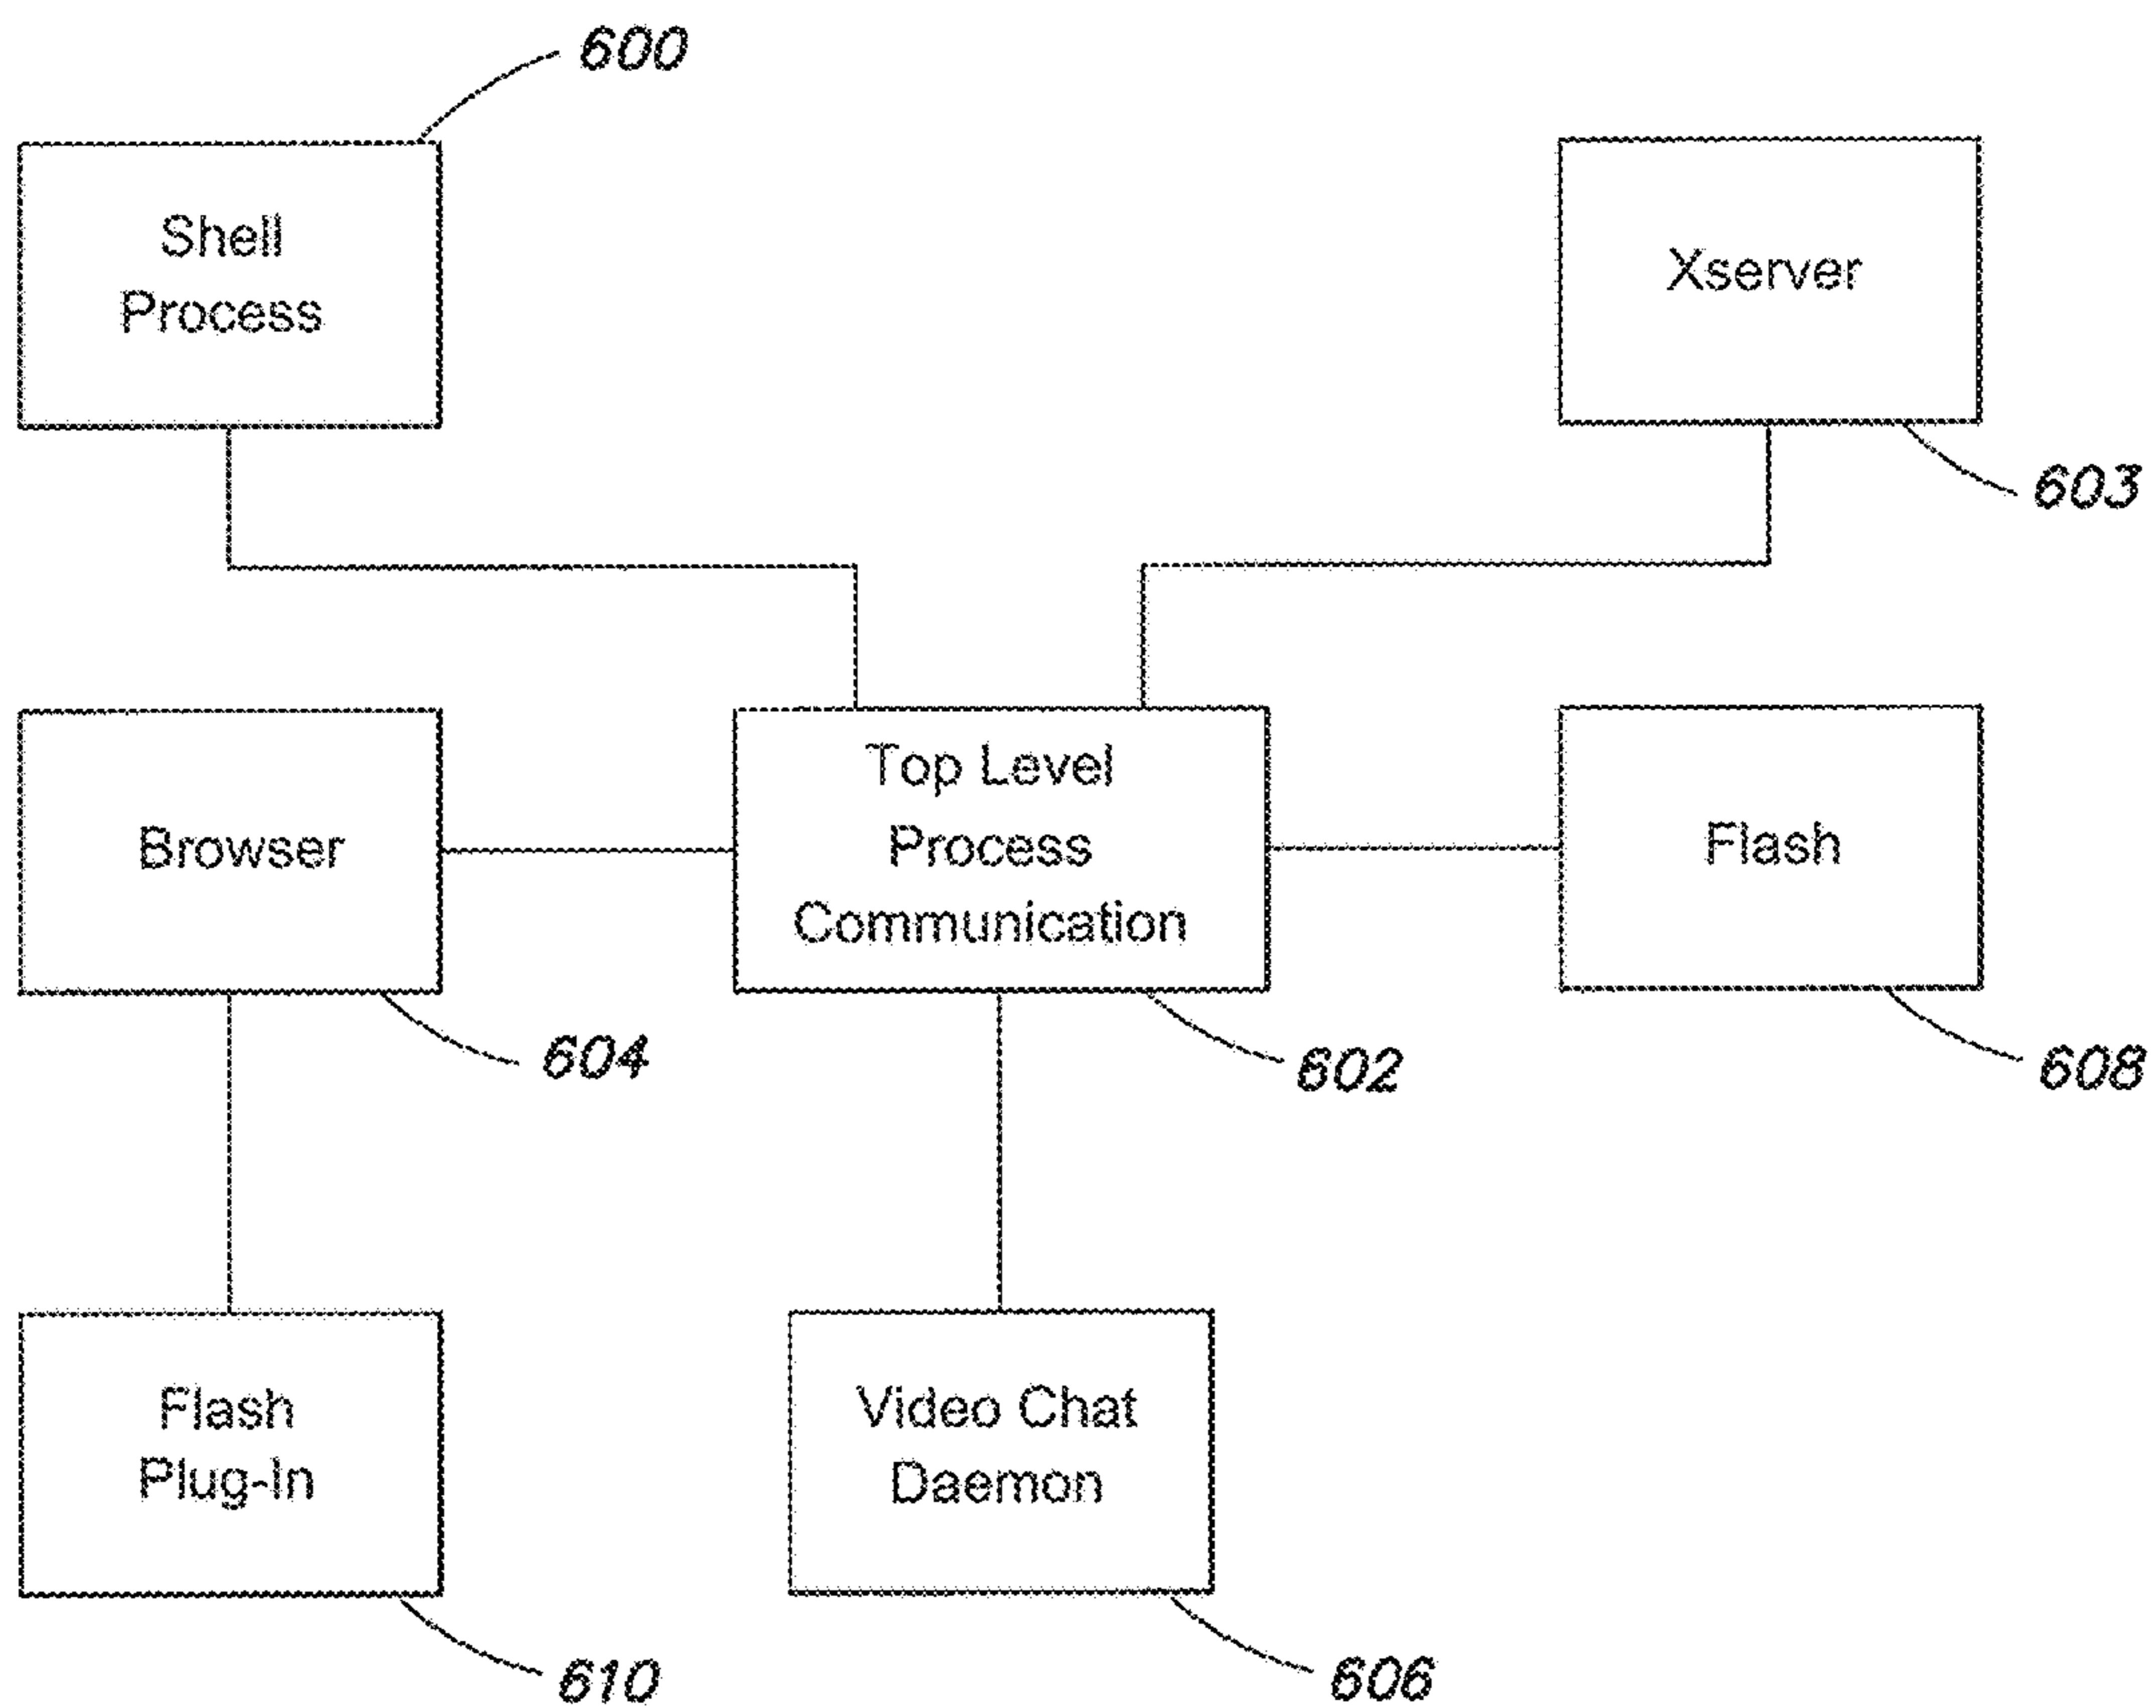 600
Shell
Process
Xserver
603
Browser
604
Top Level
Process
Communication
602
Flash
608
Flash
Plug-In
610
Video Chat
Daemon
606